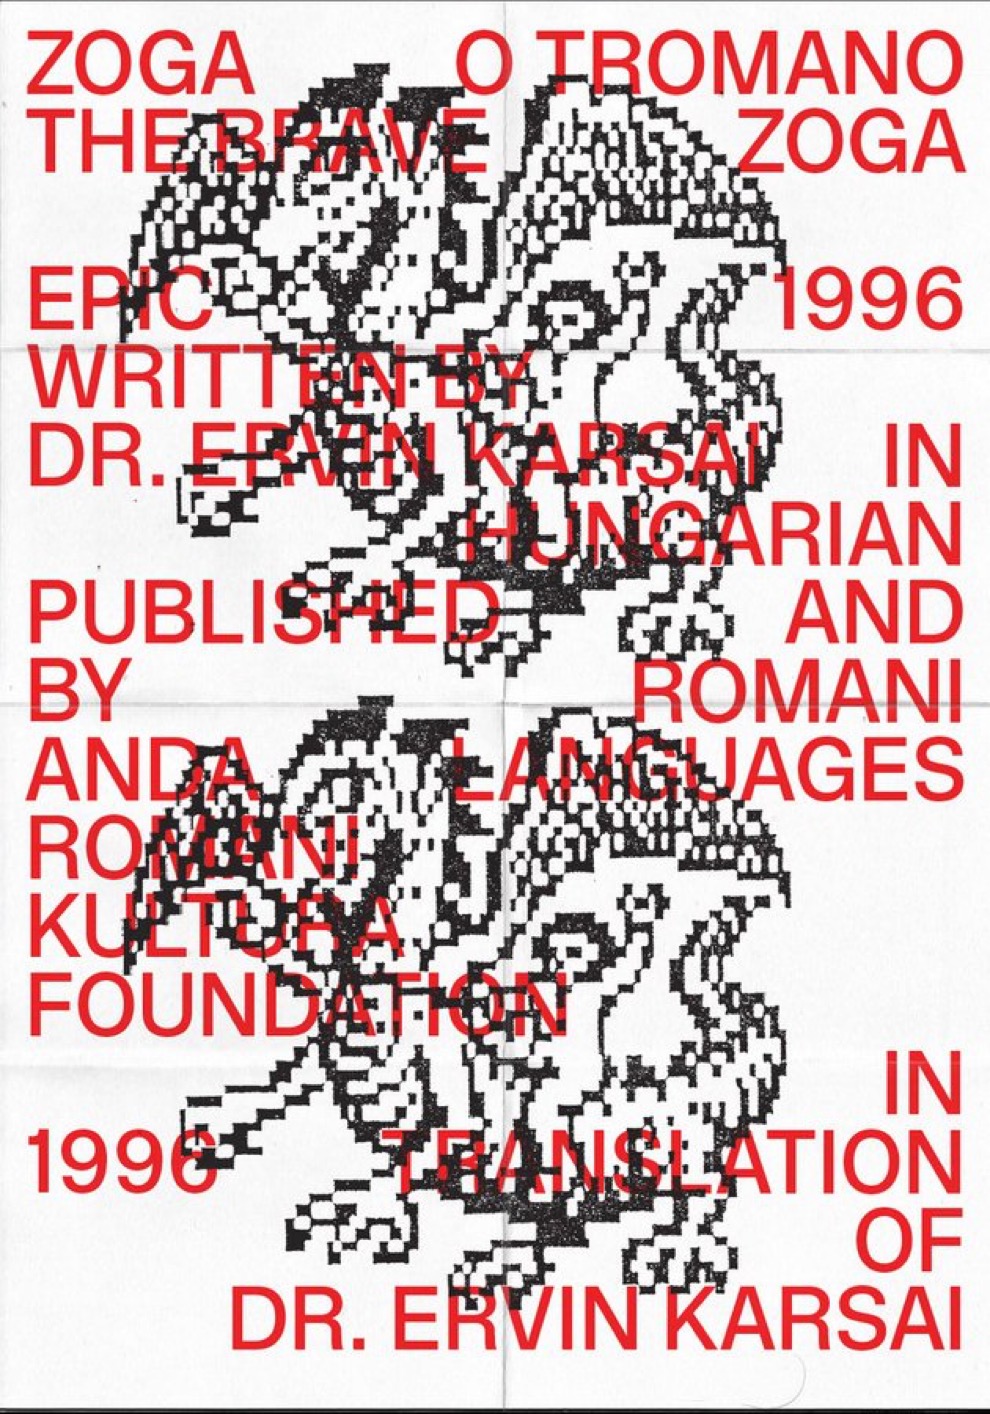 ZOGA O TROMANO
THE BRAVE ZOGA
EPIC 1996
WRITTEN BY
DR. ERVIN KARSAI IN
HUNGARIAN
PUBLISHED AND
BY ROMANI
ANDA LANGUAGES
ROMANI
KULTURA
FOUNDATION
IN
1996 TRANSLATION
OF
DR. ERVIN KARSAI